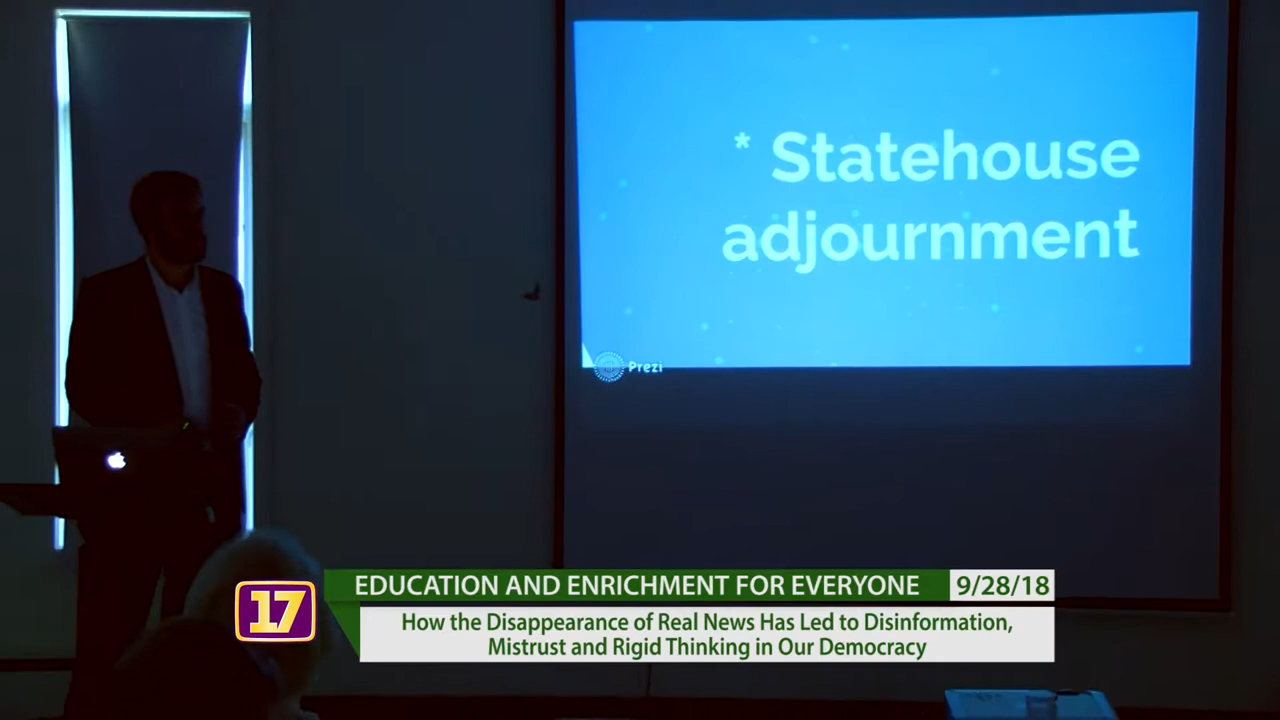 * Statehouse
adjournment
Prezi
17
EDUCATION AND ENRICHMENT FOR EVERYONE
9/28/18
How the Disappearance of Real News Has Led to Disinformation,
Mistrust and Rigid Thinking in Our Democracy